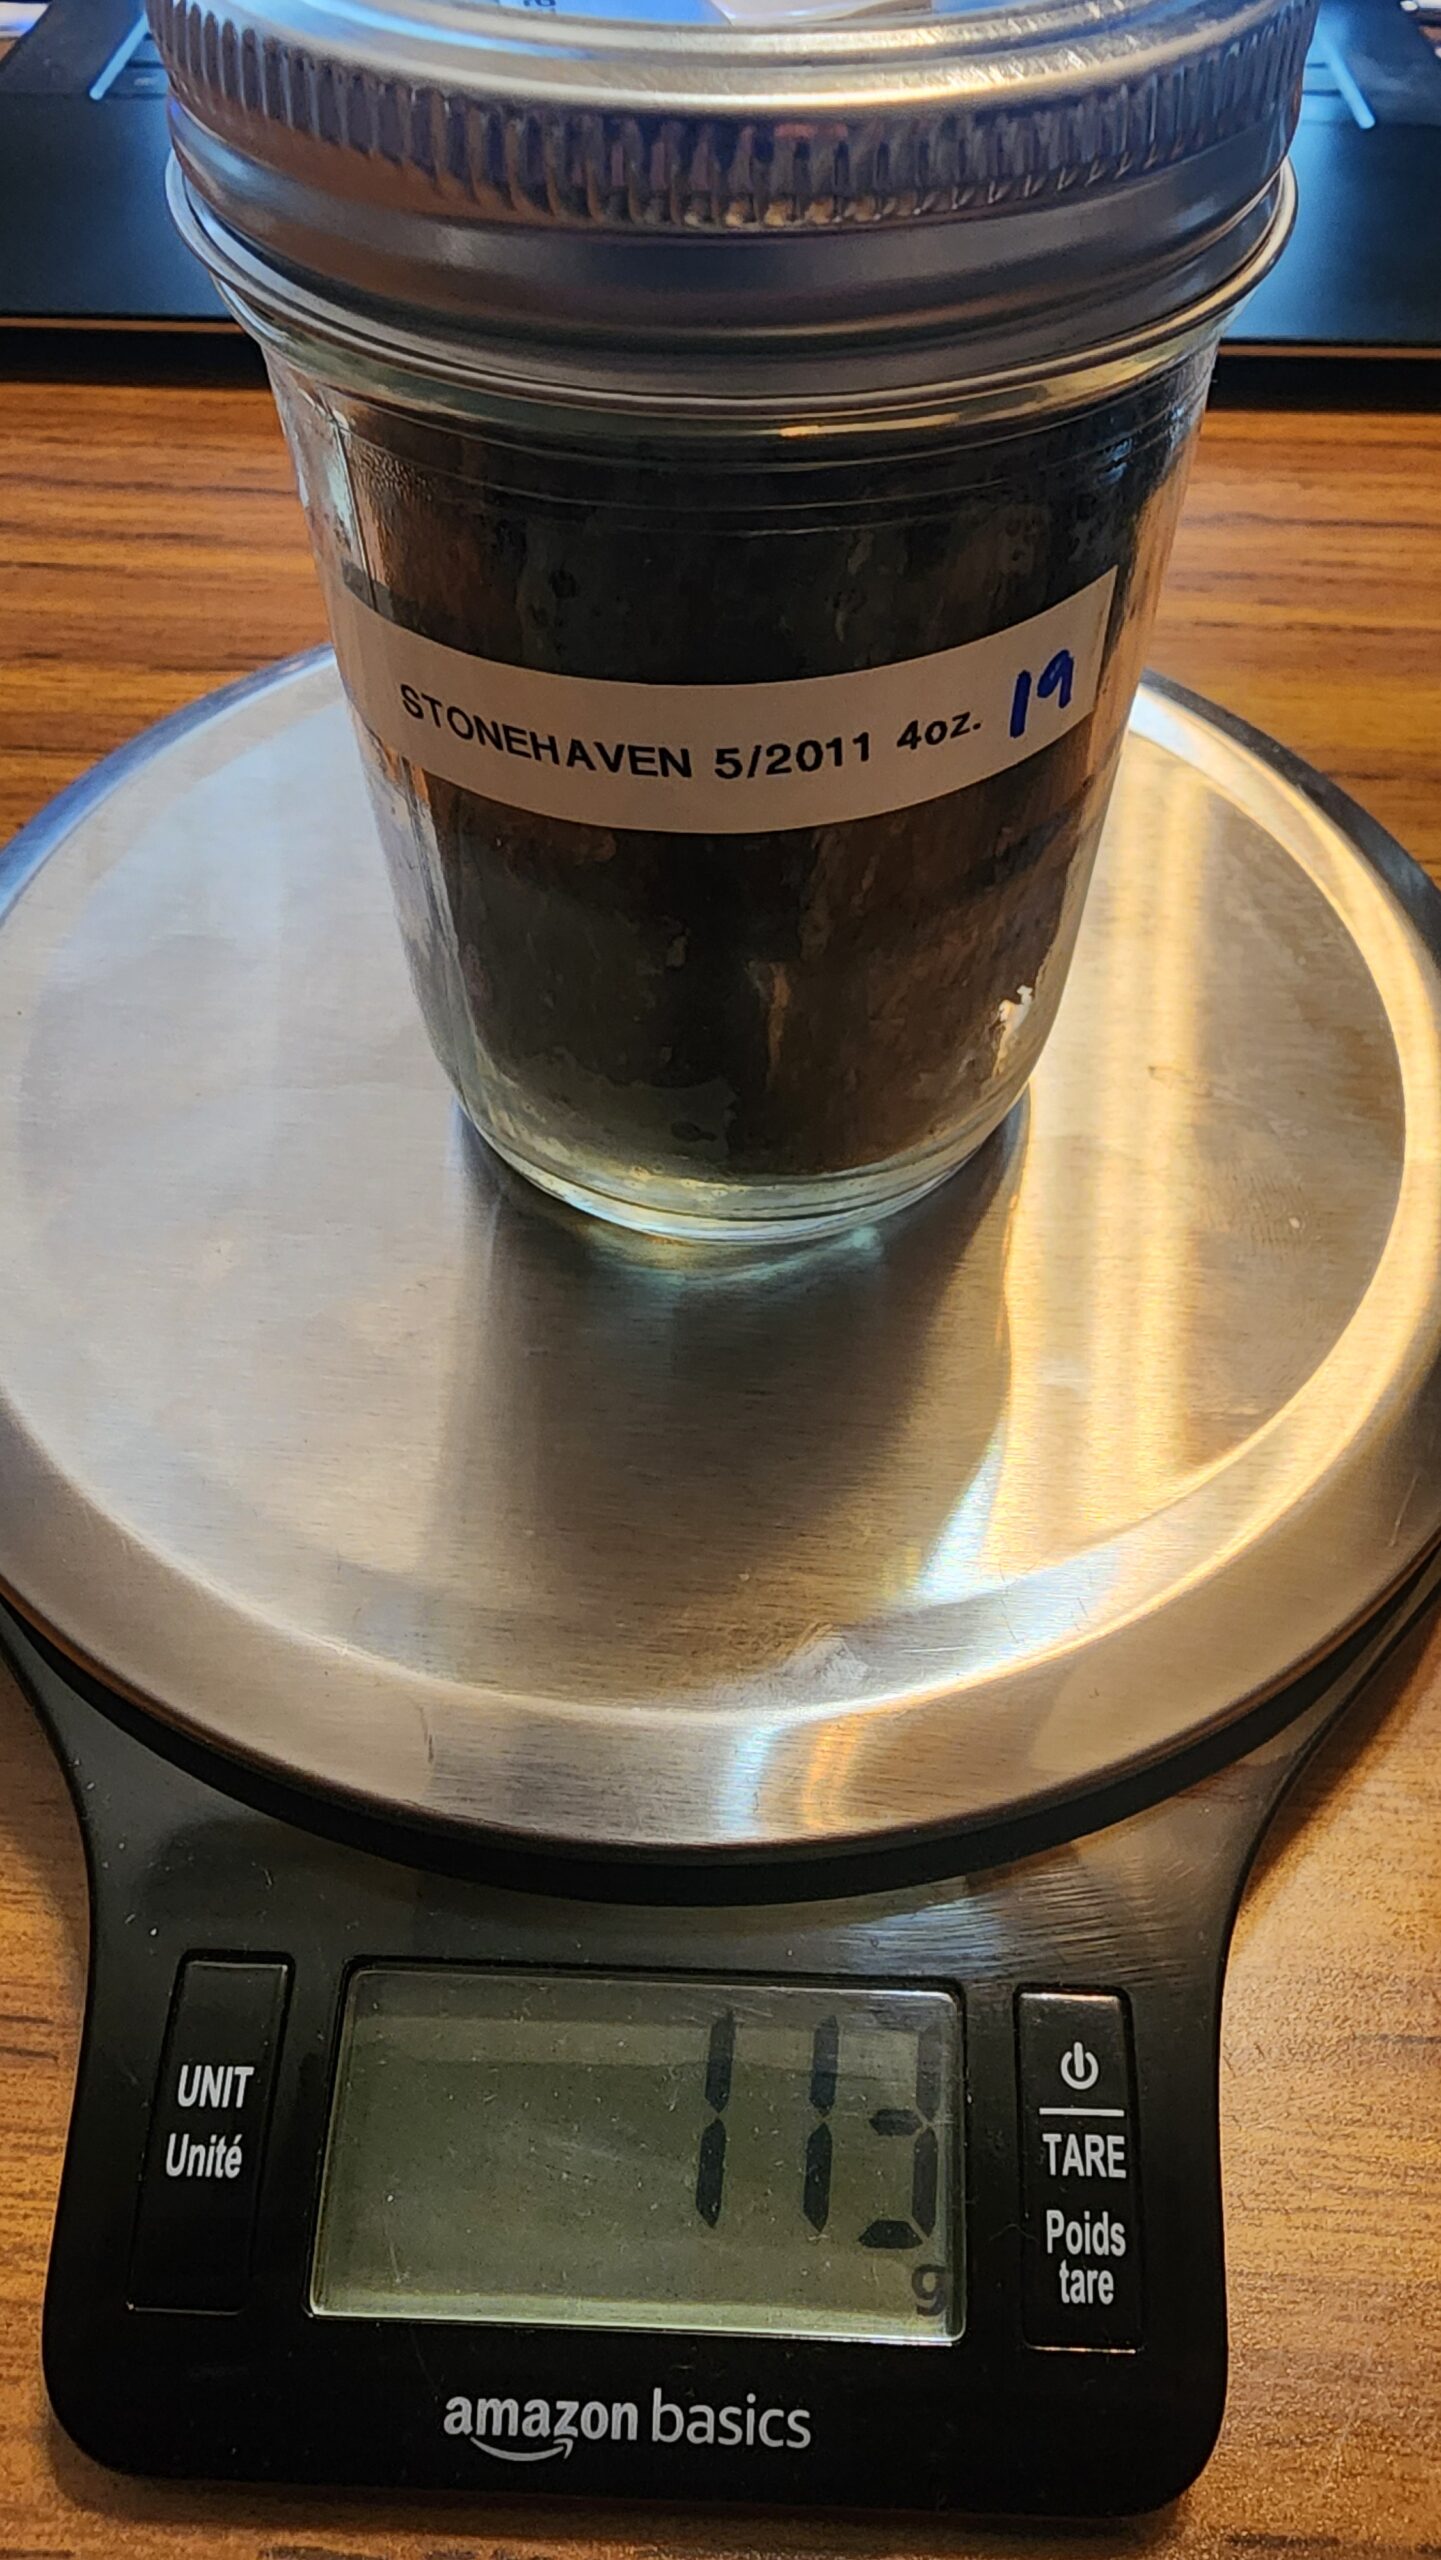 STONEHAVEN 5/2011 4oz. 19
113
g
UNIT
Unité
TARE
Poids
tare
amazon basics